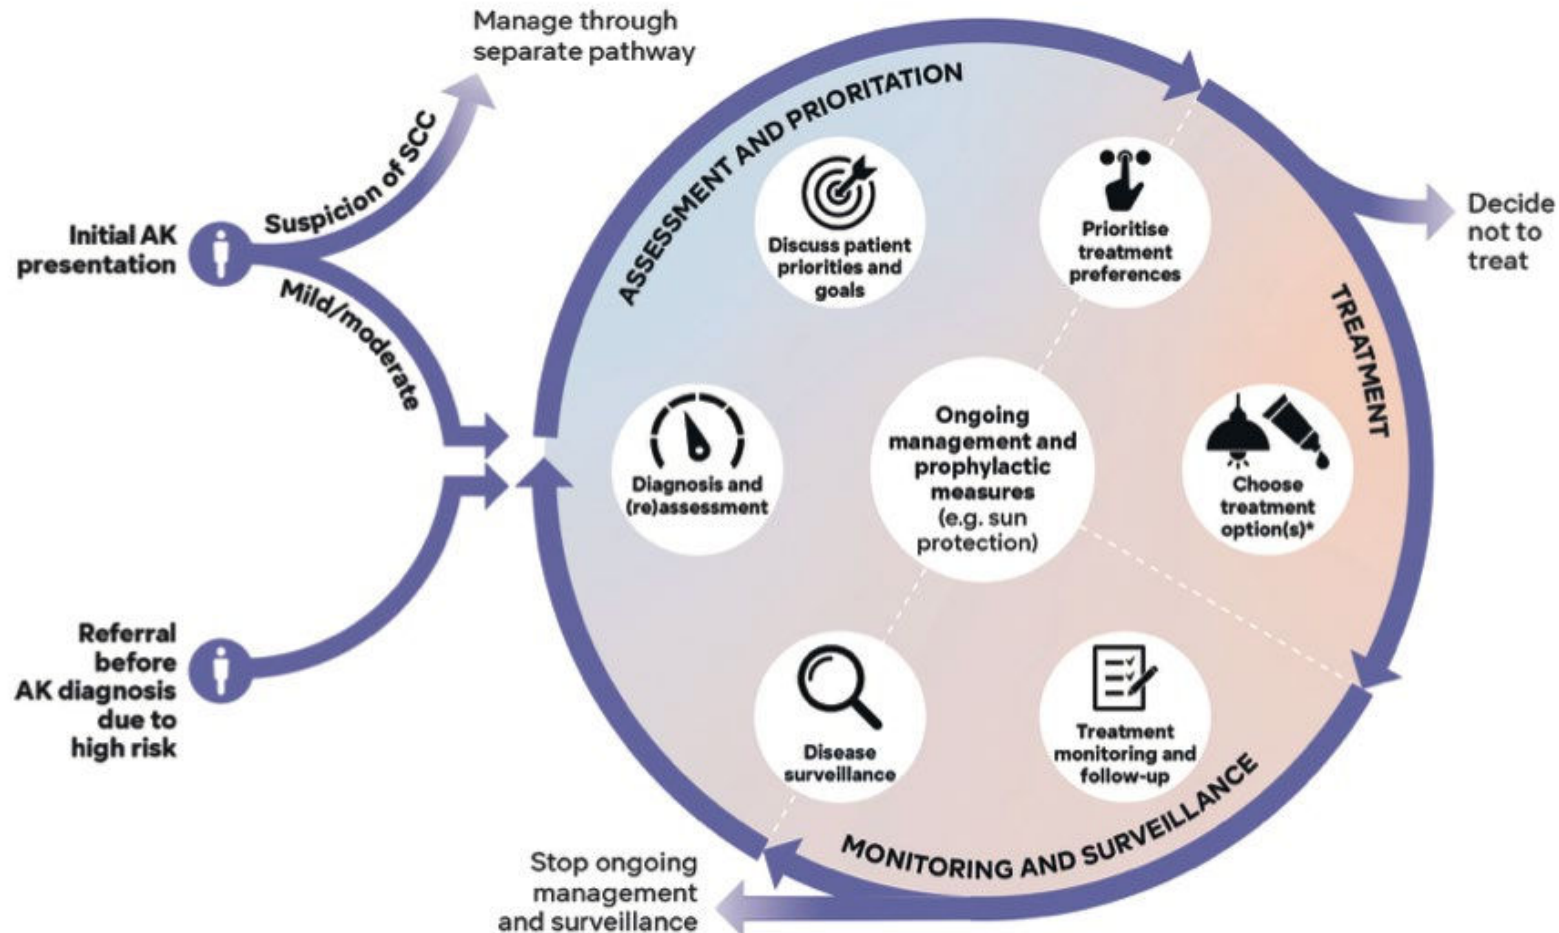 Manage through
separate pathway
Suspicion of SCC
Initial AK
presentation
Mild/moderate
Referral
before
AK diagnosis
due to
high risk
ASSESSMENT AND PRIORITATION
Discuss patient
priorities and
goals
Prioritise
treatment
preferences
Decide
not to
treat
TREATMENT
Diagnosis and
(re)assessment
Ongoing
management and
prophylactic
measures
(e.g. sun
protection)
Choose
treatment
option(s)*
Disease
surveillance
Treatment
monitoring and
follow-up
MONITORING AND SURVEILLANCE
Stop ongoing
management
and surveillance